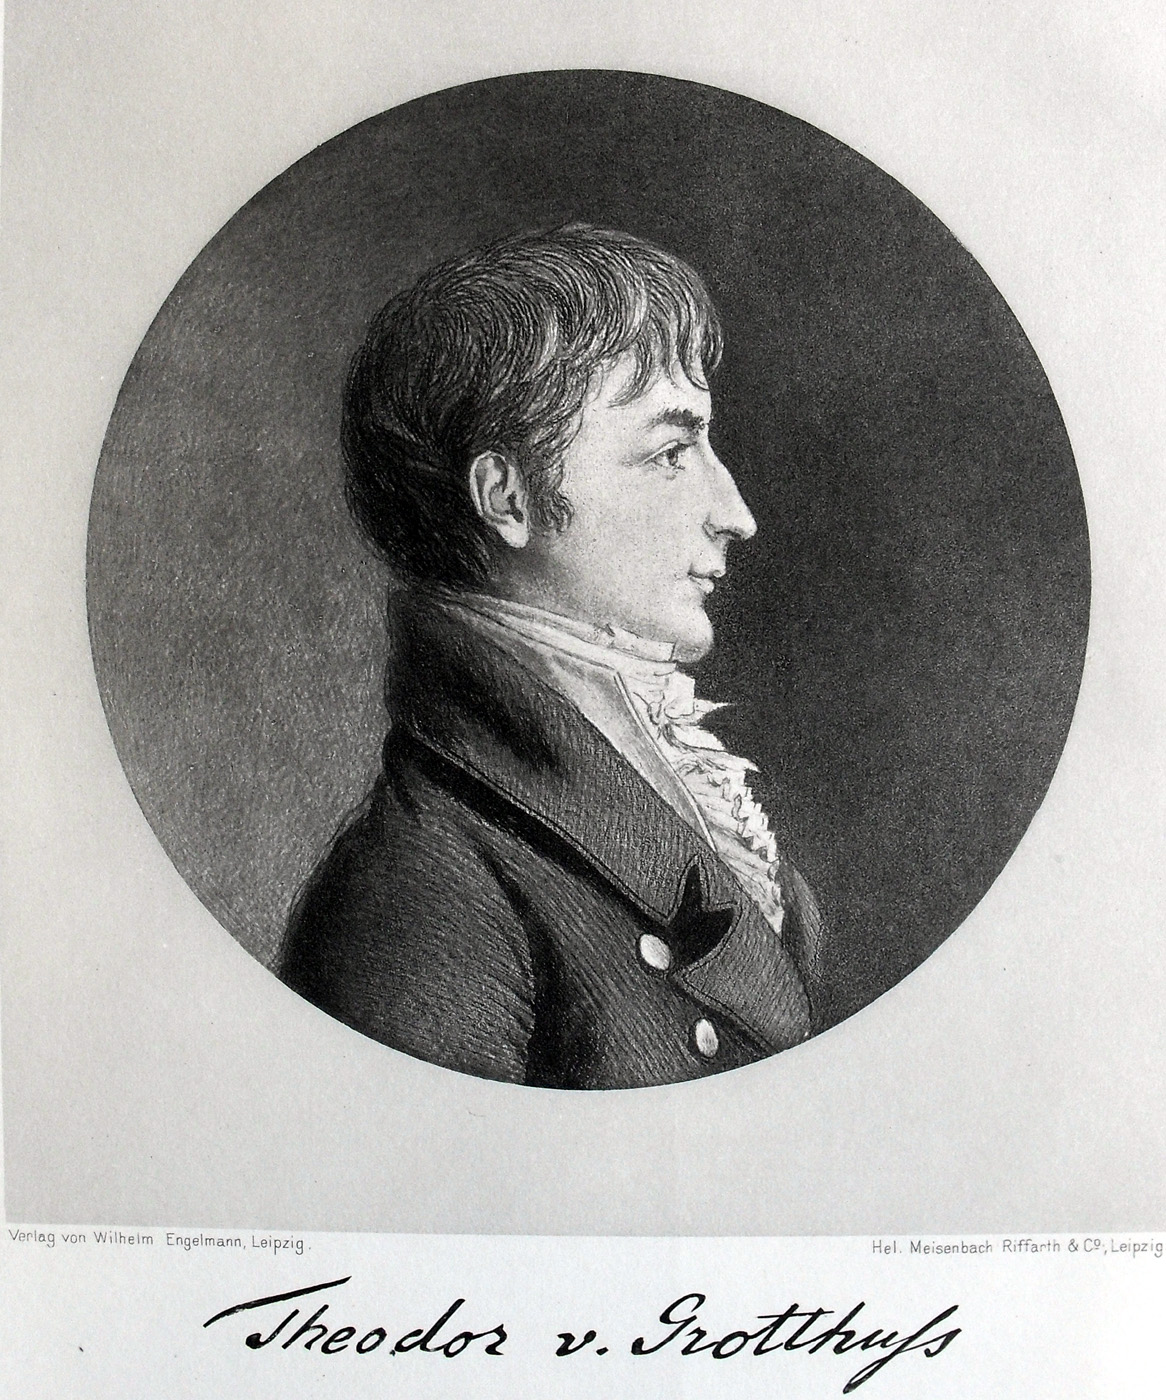 Verlag von Wilhelm Engelmann, Leipzig.
Hel. Meisenbach Riffarth & Co., Leipzig
Theodor v. Grotthuſs